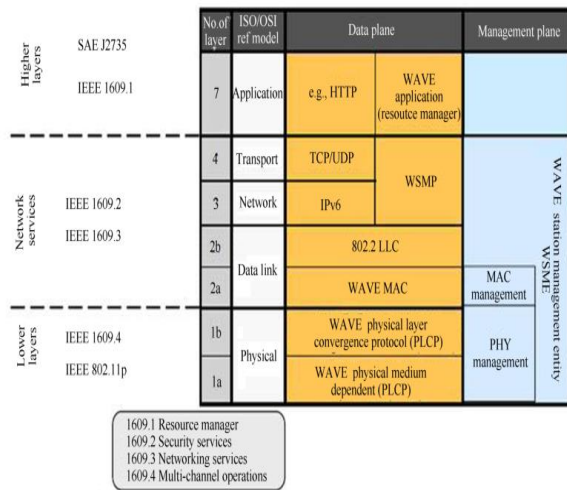 Higher
layers
SAE J2735
IEEE 1609.1
Network
services
IEEE 1609.2
IEEE 1609.3
Lower
layers
IEEE 1609.4
IEEE 802.11p
No.of
layer
ISO/OSI
ref model
Data plane
Management plane
7
Application
e.g., HTTP
WAVE
application
(resoutce manager)
4
Transport
TCP/UDP
WSMP
3
Network
IPv6
2b
Data link
802.2 LLC
2a
WAVE MAC
MAC
management
1b
Physical
WAVE physical layer
convergence protocol (PLCP)
PHY
management
1a
WAVE physical medium
dependent (PLCP)
WAVE station management entity
WSME
1609.1 Resource manager
1609.2 Security services
1609.3 Networking services
1609.4 Multi-channel operations